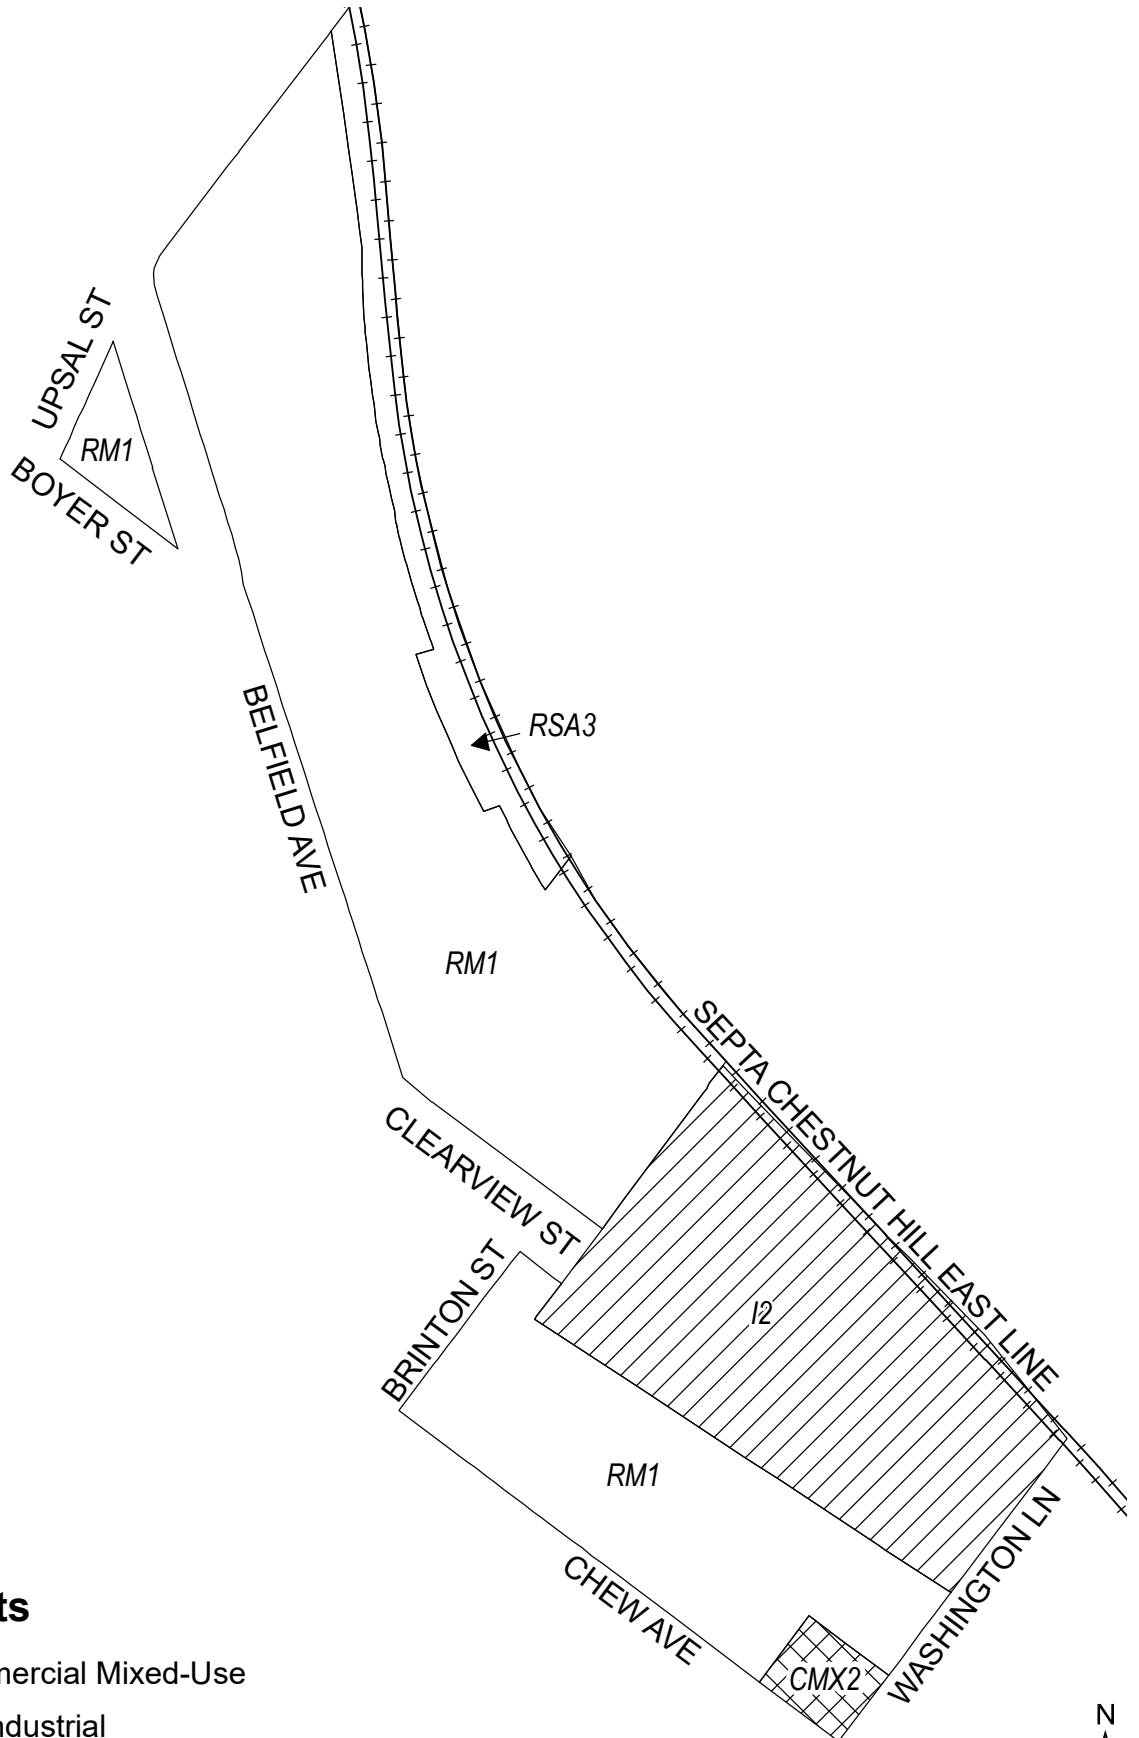 UPSAL ST
RM1
BOYER ST
BELFIELD AVE
RSA3
RM1
SEPTA CHESTNUT HILL EAST LINE
CLEARVIEW ST
BRINTON ST
I2
RM1
WASHINGTON LN
CHEW AVE
CMX2
ts
mercial Mixed-Use
ndustrial
N